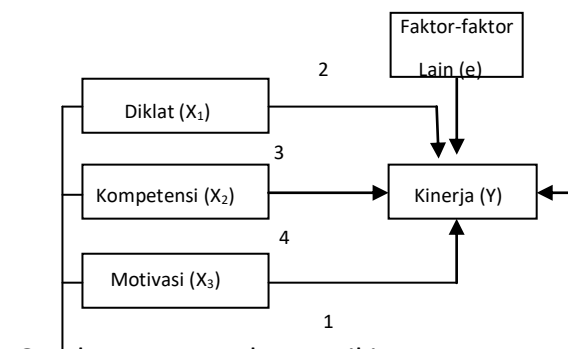 Faktor-faktor
Lain (e)
2
Diklat (X₁)
3
Kompetensi (X₂)
Kinerja (Y)
4
Motivasi (X₃)
1